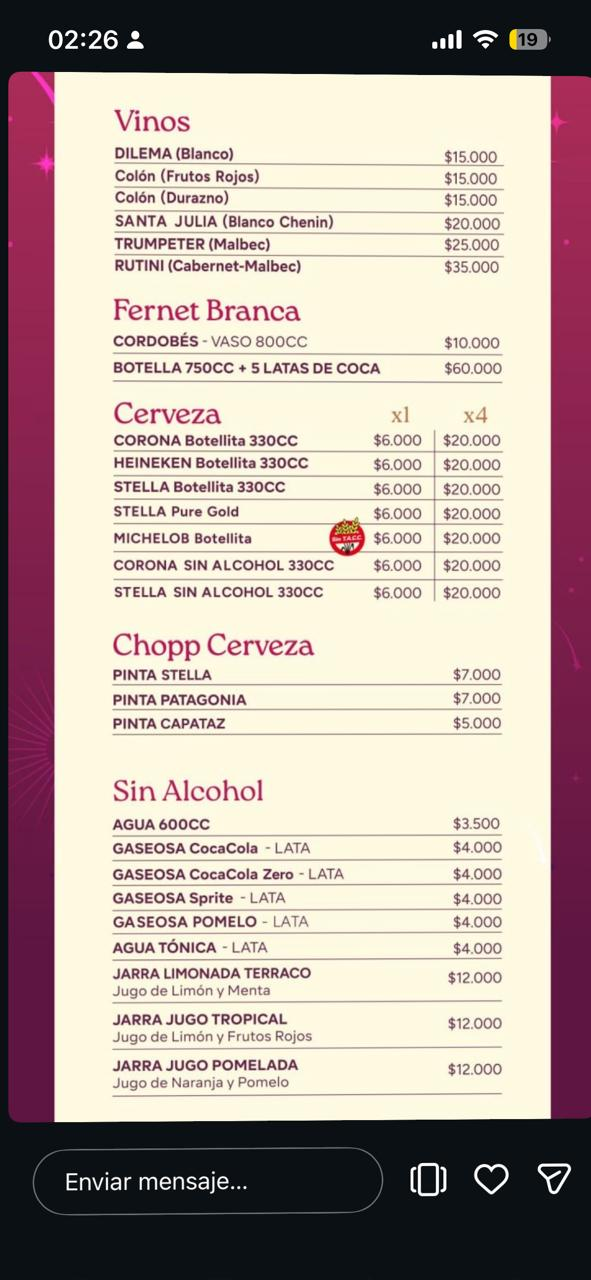 02:26
19
Vinos
DILEMA (Blanco) $15.000
Colón (Frutos Rojos) $15.000
Colón (Durazno) $15.000
SANTA JULIA (Blanco Chenin) $20.000
TRUMPETER (Malbec) $25.000
RUTINI (Cabernet-Malbec) $35.000
Fernet Branca
CORDOBÉS - VASO 800CC $10.000
BOTELLA 750CC + 5 LATAS DE COCA $60.000
Cerveza x1 x4
CORONA Botellita 330CC $6.000 $20.000
HEINEKEN Botellita 330CC $6.000 $20.000
STELLA Botellita 330CC $6.000 $20.000
STELLA Pure Gold $6.000 $20.000
MICHELOB Botellita Sin T.A.C.C. $6.000 $20.000
CORONA SIN ALCOHOL 330CC $6.000 $20.000
STELLA SIN ALCOHOL 330CC $6.000 $20.000
Chopp Cerveza
PINTA STELLA $7.000
PINTA PATAGONIA $7.000
PINTA CAPATAZ $5.000
Sin Alcohol
AGUA 600CC $3.500
GASEOSA CocaCola - LATA $4.000
GASEOSA CocaCola Zero - LATA $4.000
GASEOSA Sprite - LATA $4.000
GASEOSA POMELO - LATA $4.000
AGUA TÓNICA - LATA $4.000
JARRA LIMONADA TERRACO $12.000
Jugo de Limón y Menta
JARRA JUGO TROPICAL $12.000
Jugo de Limón y Frutos Rojos
JARRA JUGO POMELADA $12.000
Jugo de Naranja y Pomelo
Enviar mensaje...